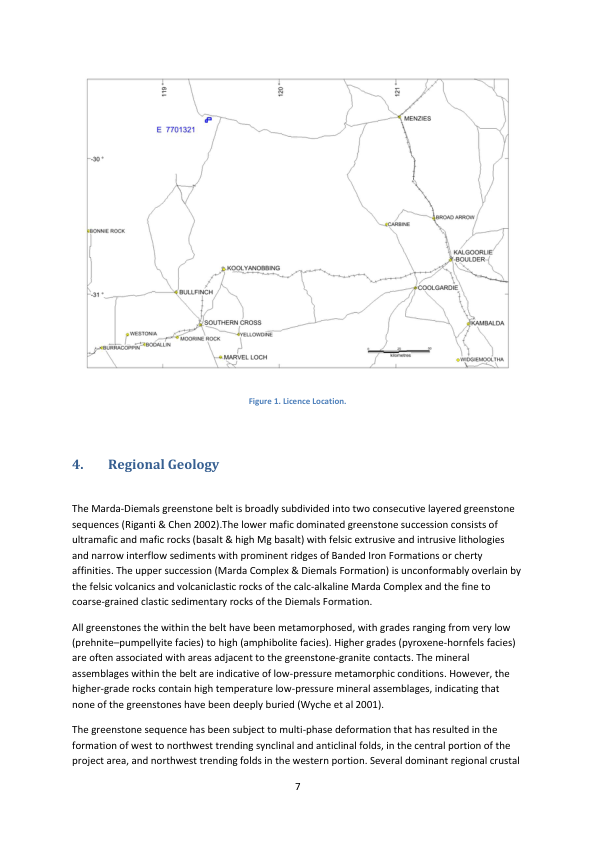 119
120
121
MENZIES
E 7701321
-30
BROAD ARROW
CARBINE
BONNIE ROCK
KALGOORLIE
-BOULDER-
KOOLYANOBBING
COOLGARDIE
BULLFINCH
-31
KAMBALDA
SOUTHERN CROSS
WESTONIA
YELLOWDINE
MOORINE ROCK
BODALLIN
BURRACOPPIN
MARVEL LOCH
kilometres
WIDGIEMOOLTHA
Figure 1. Licence Location.
4. Regional Geology
The Marda-Diemals greenstone belt is broadly subdivided into two consecutive layered greenstone
sequences (Riganti & Chen 2002).The lower mafic dominated greenstone succession consists of
ultramafic and mafic rocks (basalt & high Mg basalt) with felsic extrusive and intrusive lithologies
and narrow interflow sediments with prominent ridges of Banded Iron Formations or cherty
affinities. The upper succession (Marda Complex & Diemals Formation) is unconformably overlain by
the felsic volcanics and volcaniclastic rocks of the calc-alkaline Marda Complex and the fine to
coarse-grained clastic sedimentary rocks of the Diemals Formation.
All greenstones the within the belt have been metamorphosed, with grades ranging from very low
(prehnite–pumpellyite facies) to high (amphibolite facies). Higher grades (pyroxene-hornfels facies)
are often associated with areas adjacent to the greenstone-granite contacts. The mineral
assemblages within the belt are indicative of low-pressure metamorphic conditions. However, the
higher-grade rocks contain high temperature low-pressure mineral assemblages, indicating that
none of the greenstones have been deeply buried (Wyche et al 2001).
The greenstone sequence has been subject to multi-phase deformation that has resulted in the
formation of west to northwest trending synclinal and anticlinal folds, in the central portion of the
project area, and northwest trending folds in the western portion. Several dominant regional crustal
7